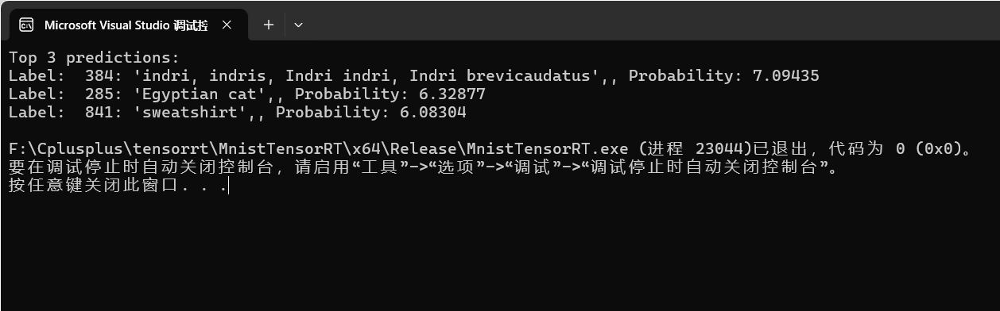 Microsoft Visual Studio 调试控
Top 3 predictions:
Label:  384: 'indri, indris, Indri indri, Indri brevicaudatus',, Probability: 7.09435
Label:  285: 'Egyptian cat',, Probability: 6.32877
Label:  841: 'sweatshirt',, Probability: 6.08304
F:\Cplusplus\tensorrt\MnistTensorRT\x64\Release\MnistTensorRT.exe (进程 23044)已退出，代码为 0 (0x0)。
要在调试停止时自动关闭控制台，请启用“工具”->“选项”->“调试”->“调试停止时自动关闭控制台”。
按任意键关闭此窗口. . .